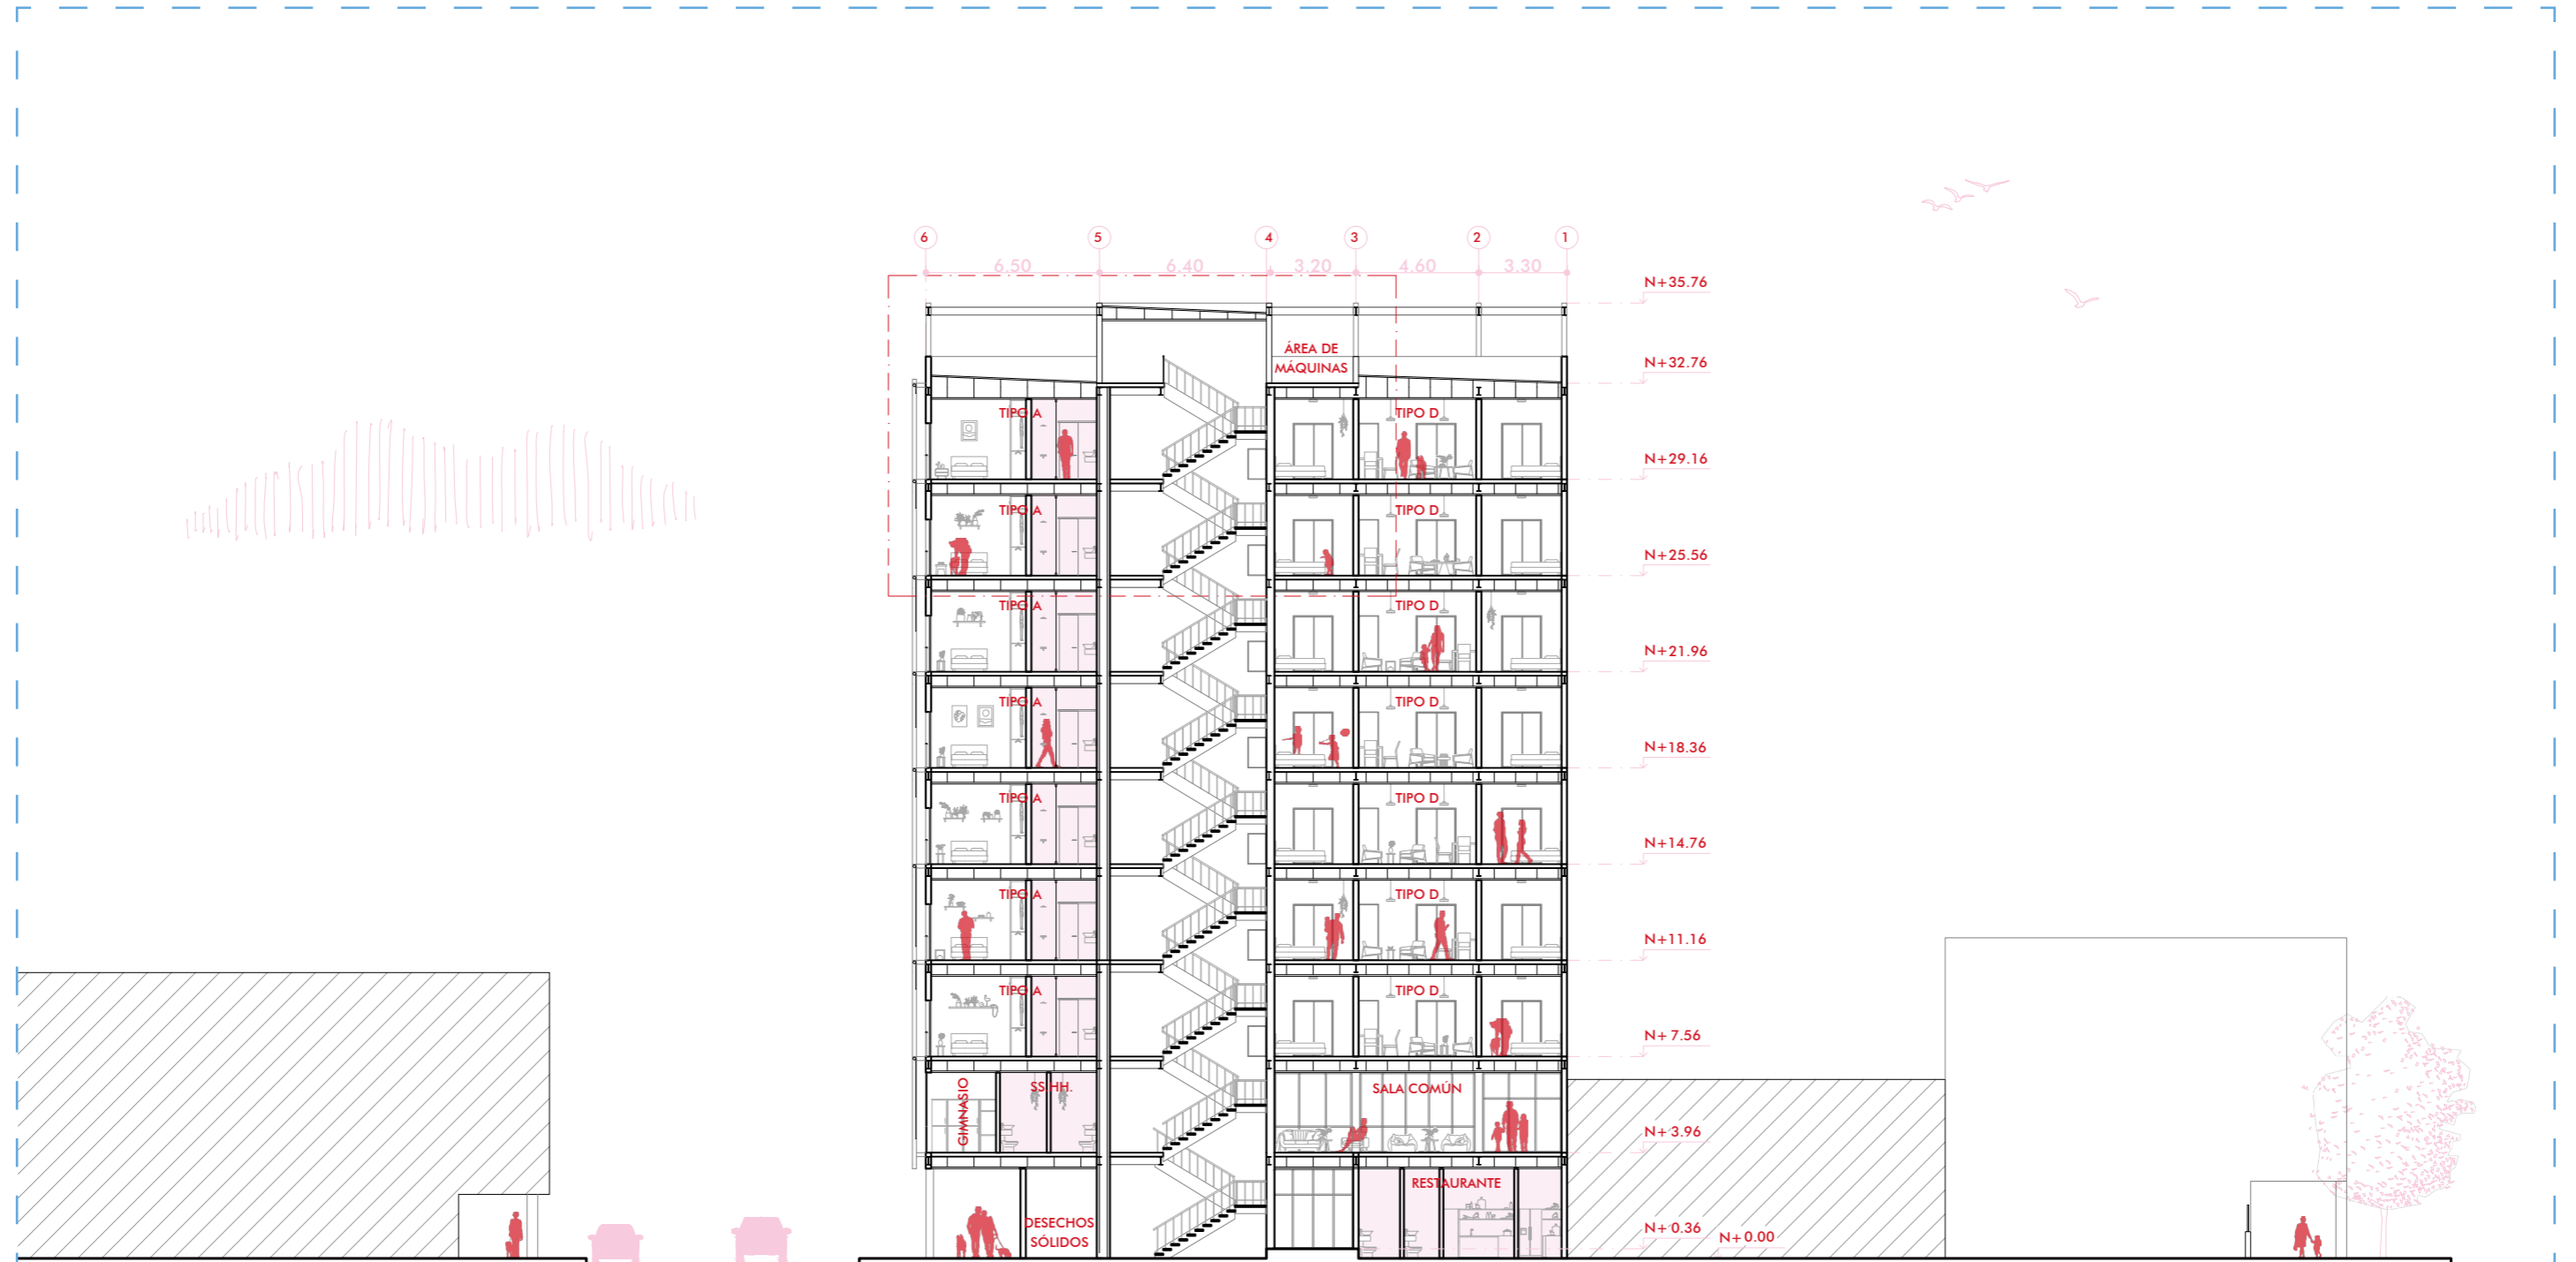 6 5 4 3 2 1
6.50 6.40 3.20 4.60 3.30
N+35.76
ÁREA DE
MÁQUINAS
N+32.76
TIPO A TIPO D
N+29.16
TIPO A TIPO D
N+25.56
TIPO A TIPO D
N+21.96
TIPO A TIPO D
N+18.36
TIPO A TIPO D
N+14.76
TIPO A TIPO D
N+11.16
TIPO A TIPO D
N+7.56
GIMNASIO SS.HH. SALA COMÚN
N+3.96
RESTAURANTE
DESECHOS
SÓLIDOS
N+0.36
N+0.00